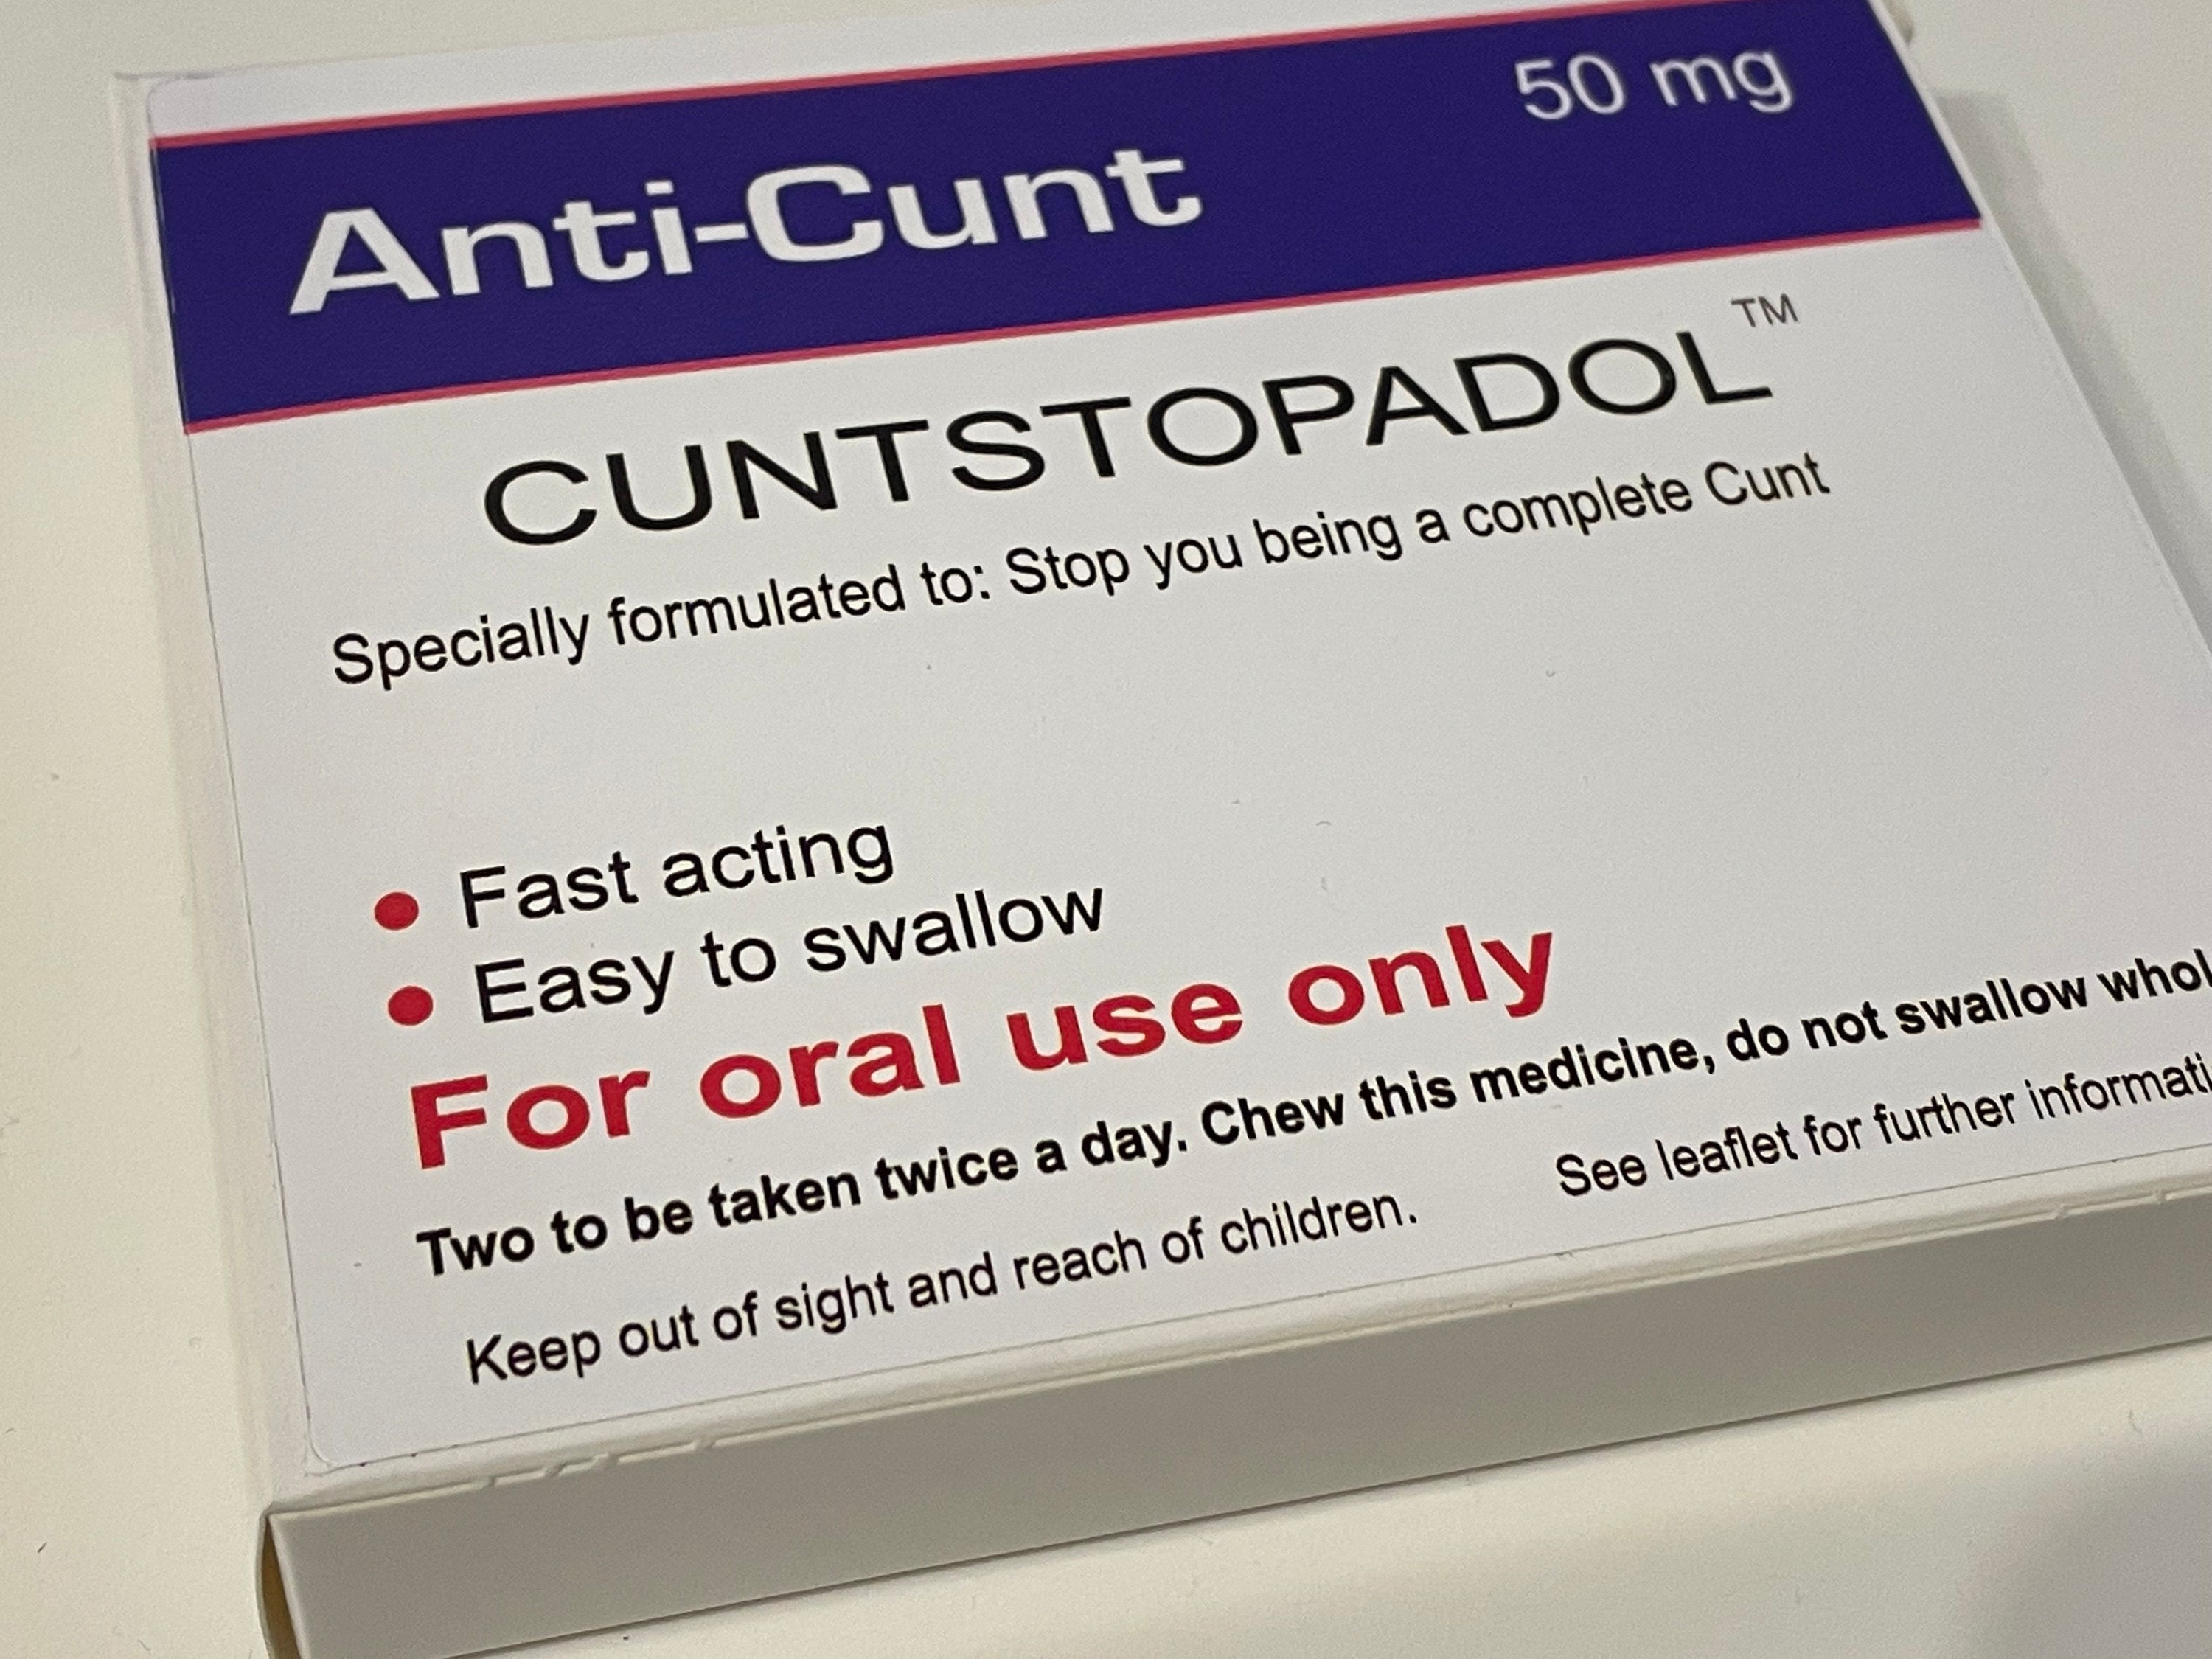 50 mg
Anti-Cunt
CUNTSTOPADOL™
Specially formulated to: Stop you being a complete Cunt
• Fast acting
• Easy to swallow
For oral use only
Two to be taken twice a day. Chew this medicine, do not swallow
Keep out of sight and reach of children. See leaflet for further